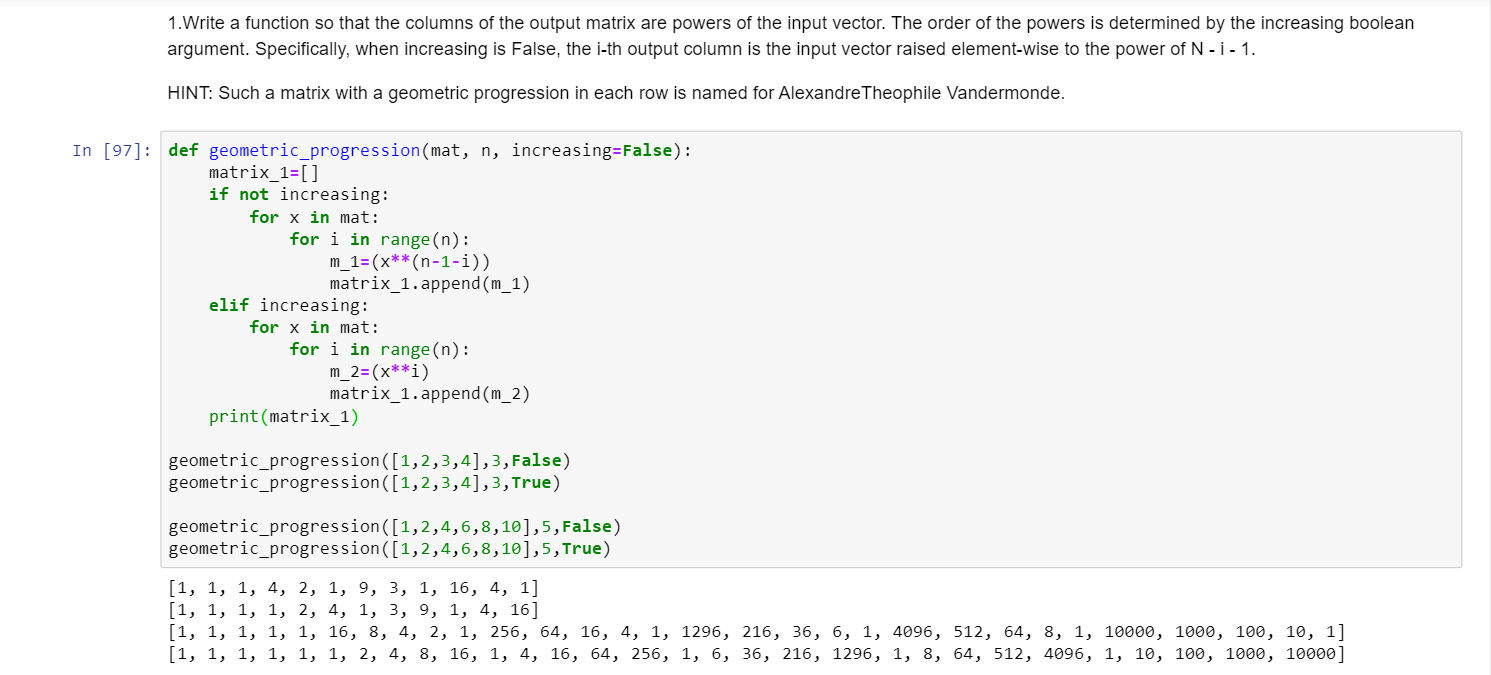 1.Write a function so that the columns of the output matrix are powers of the input vector. The order of the powers is determined by the increasing boolean
argument. Specifically, when increasing is False, the i-th output column is the input vector raised element-wise to the power of N - i - 1.
HINT: Such a matrix with a geometric progression in each row is named for AlexandreTheophile Vandermonde.
In [97]: def geometric_progression(mat, n, increasing=False):
    matrix_1=[]
    if not increasing:
        for x in mat:
            for i in range(n):
                m_1=(x**(n-1-i))
                matrix_1.append(m_1)
    elif increasing:
        for x in mat:
            for i in range(n):
                m_2=(x**i)
                matrix_1.append(m_2)
    print(matrix_1)
geometric_progression([1,2,3,4],3,False)
geometric_progression([1,2,3,4],3,True)
geometric_progression([1,2,4,6,8,10],5,False)
geometric_progression([1,2,4,6,8,10],5,True)
[1, 1, 1, 4, 2, 1, 9, 3, 1, 16, 4, 1]
[1, 1, 1, 1, 2, 4, 1, 3, 9, 1, 4, 16]
[1, 1, 1, 1, 1, 16, 8, 4, 2, 1, 256, 64, 16, 4, 1, 1296, 216, 36, 6, 1, 4096, 512, 64, 8, 1, 10000, 1000, 100, 10, 1]
[1, 1, 1, 1, 1, 1, 2, 4, 8, 16, 1, 4, 16, 64, 256, 1, 6, 36, 216, 1296, 1, 8, 64, 512, 4096, 1, 10, 100, 1000, 10000]